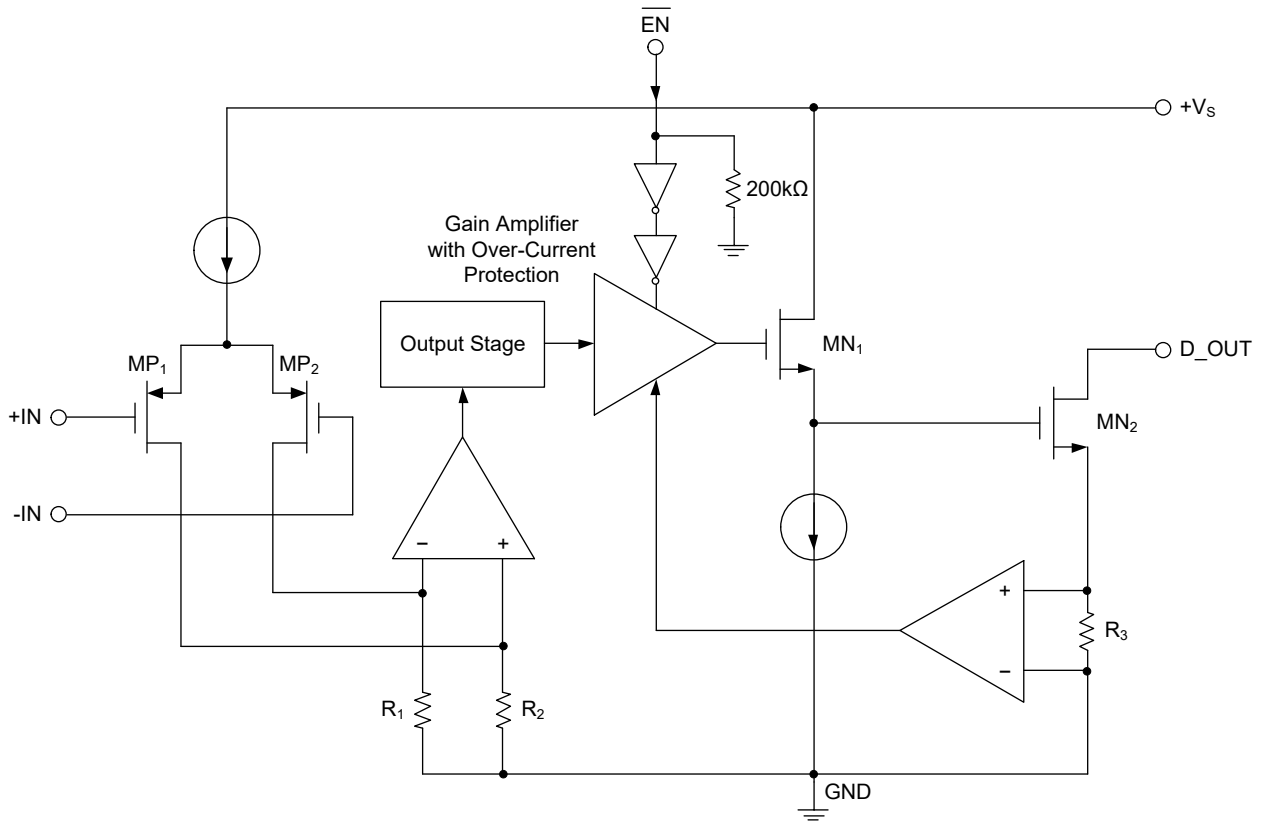 EN
+VS
200kΩ
Gain Amplifier
with Over-Current
Protection
Output Stage
MN1
D_OUT
MP1
MP2
+IN
MN2
-IN
− +
+
R3
−
R1
R2
GND